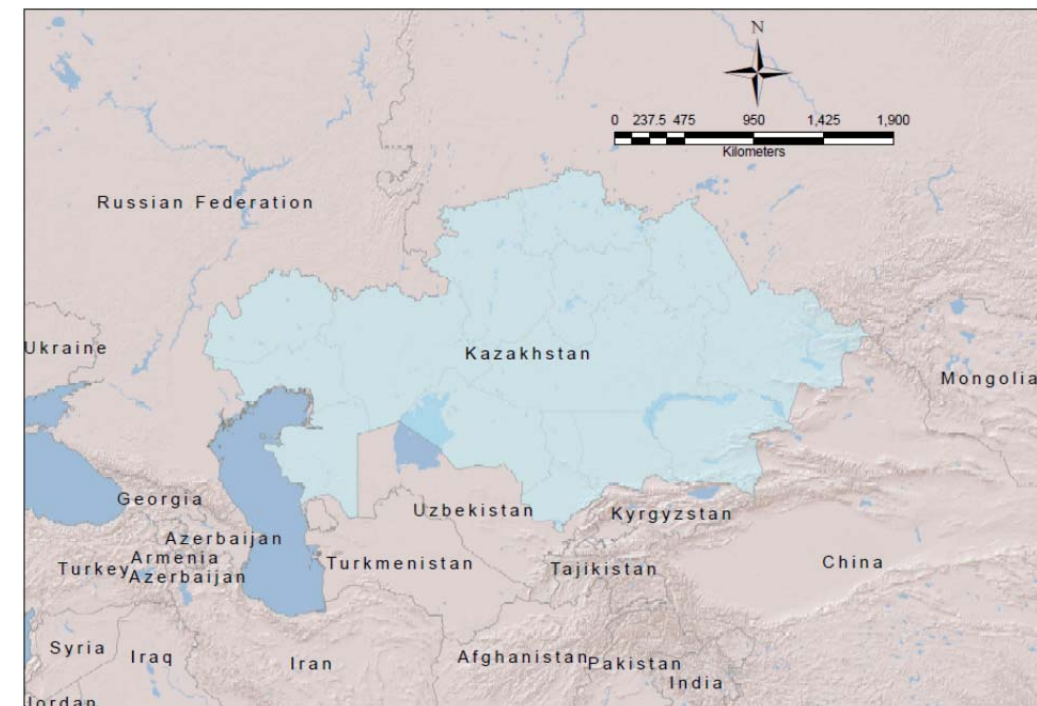 N
0 237.5 475 950 1,425 1,900
Kilometers
Russian Federation
Ukraine
Kazakhstan
Mongolia
Georgia
Uzbekistan
Kyrgyzstan
Azerbaijan
Armenia
Turkey
Azerbaijan
Turkmenistan
Tajikistan
China
Syria
Iraq
Iran
Afghanistan
Pakistan
India
Jordan